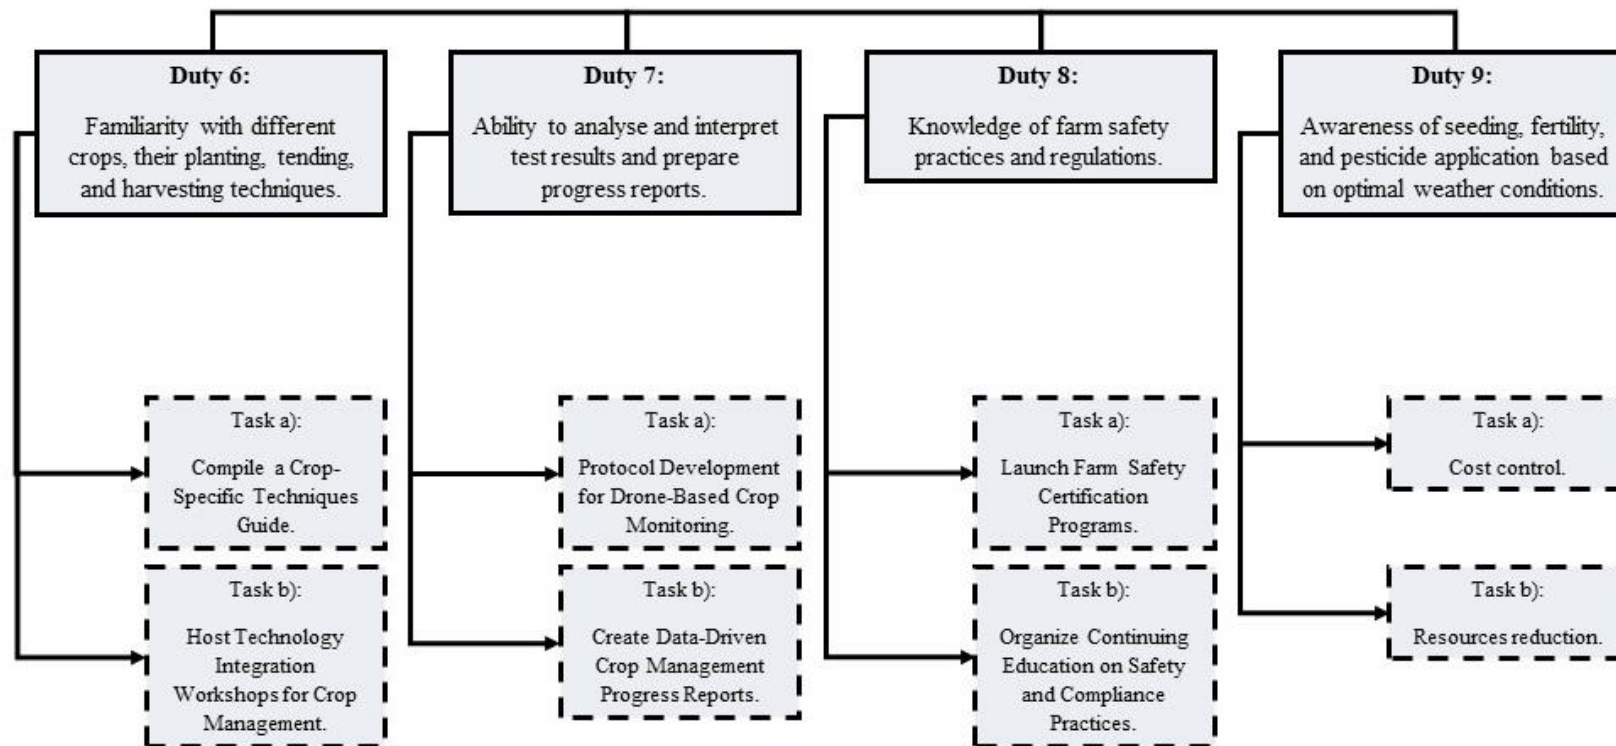 Duty 6:
Familiarity with different
crops, their planting, tending,
and harvesting techniques.
Duty 7:
Ability to analyse and interpret
test results and prepare
progress reports.
Duty 8:
Knowledge of farm safety
practices and regulations.
Duty 9:
Awareness of seeding, fertility,
and pesticide application based
on optimal weather conditions.
Task a):
Compile a Crop-
Specific Techniques
Guide.
Task b):
Host Technology
Integration
Workshops for Crop
Management.
Task a):
Protocol Development
for Drone-Based Crop
Monitoring.
Task b):
Create Data-Driven
Crop Management
Progress Reports.
Task a):
Launch Farm Safety
Certification
Programs.
Task b):
Organize Continuing
Education on Safety
and Compliance
Practices.
Task a):
Cost control.
Task b):
Resources reduction.